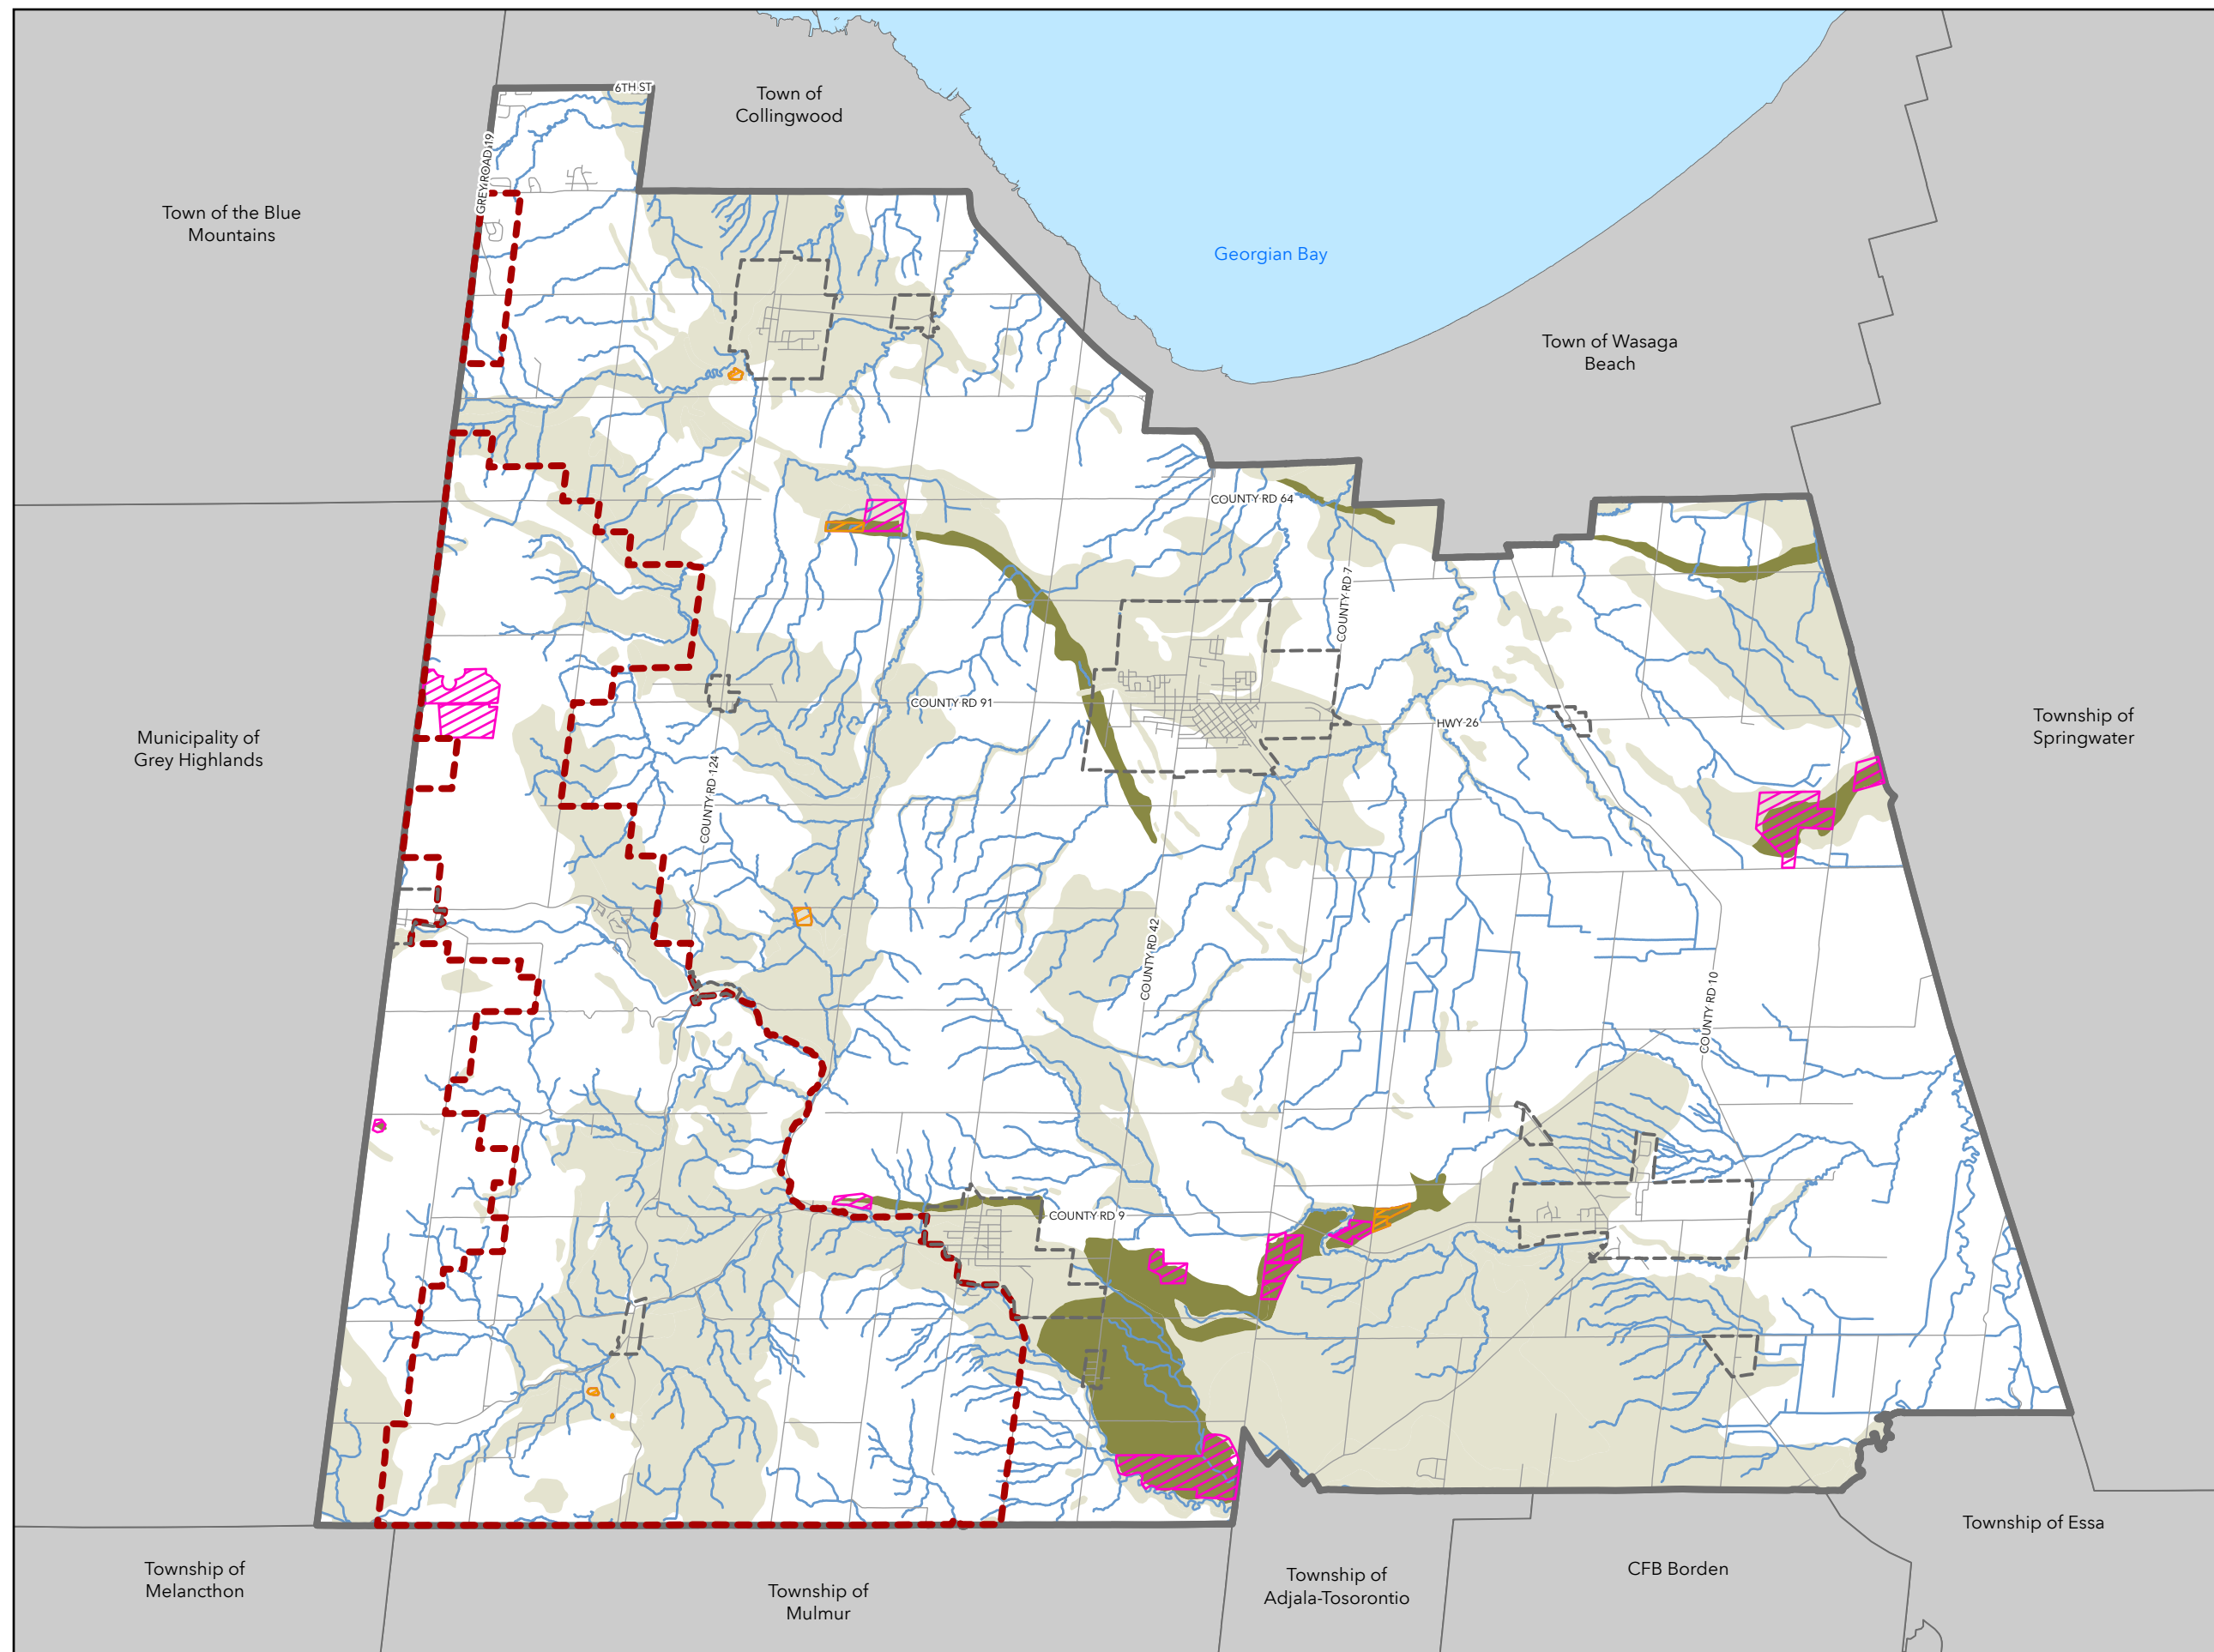 6TH ST
Town of
Collingwood
GREY ROAD 19
Town of the Blue
Mountains
Georgian Bay
Town of Wasaga
Beach
COUNTY RD 64
COUNTY RD 7
COUNTY RD 91
HWY 26
Township of
Springwater
Municipality of
Grey Highlands
COUNTY RD 124
COUNTY RD 42
COUNTY RD 10
COUNTY RD 9
Township of Essa
Township of
Melancthon
Township of
Mulmur
Township of
Adjala-Tosorontio
CFB Borden